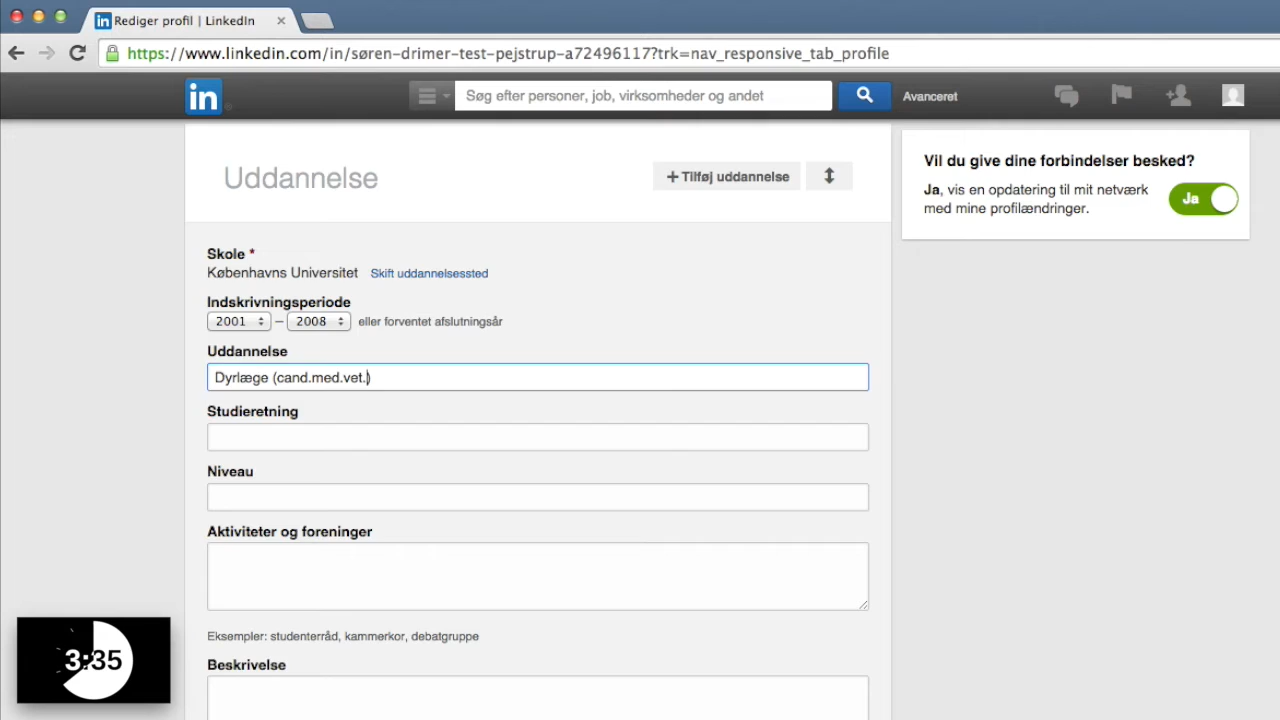 Rediger profil | LinkedIn
https://www.linkedin.com/in/søren-drimer-test-pejstrup-a72496117?trk=nav_responsive_tab_profile
in
Søg efter personer, job, virksomheder og andet
Avanceret
Uddannelse
+ Tilføj uddannelse
Vil du give dine forbindelser besked?
Ja, vis en opdatering til mit netværk
med mine profilændringer.
Ja
Skole *
Københavns Universitet Skift uddannelsessted
Indskrivningsperiode
2001 – 2008 eller forventet afslutningsår
Uddannelse
Dyrlæge (cand.med.vet.)
Studieretning
Niveau
Aktiviteter og foreninger
Eksempler: studenterråd, kammerkor, debatgruppe
Beskrivelse
3:35